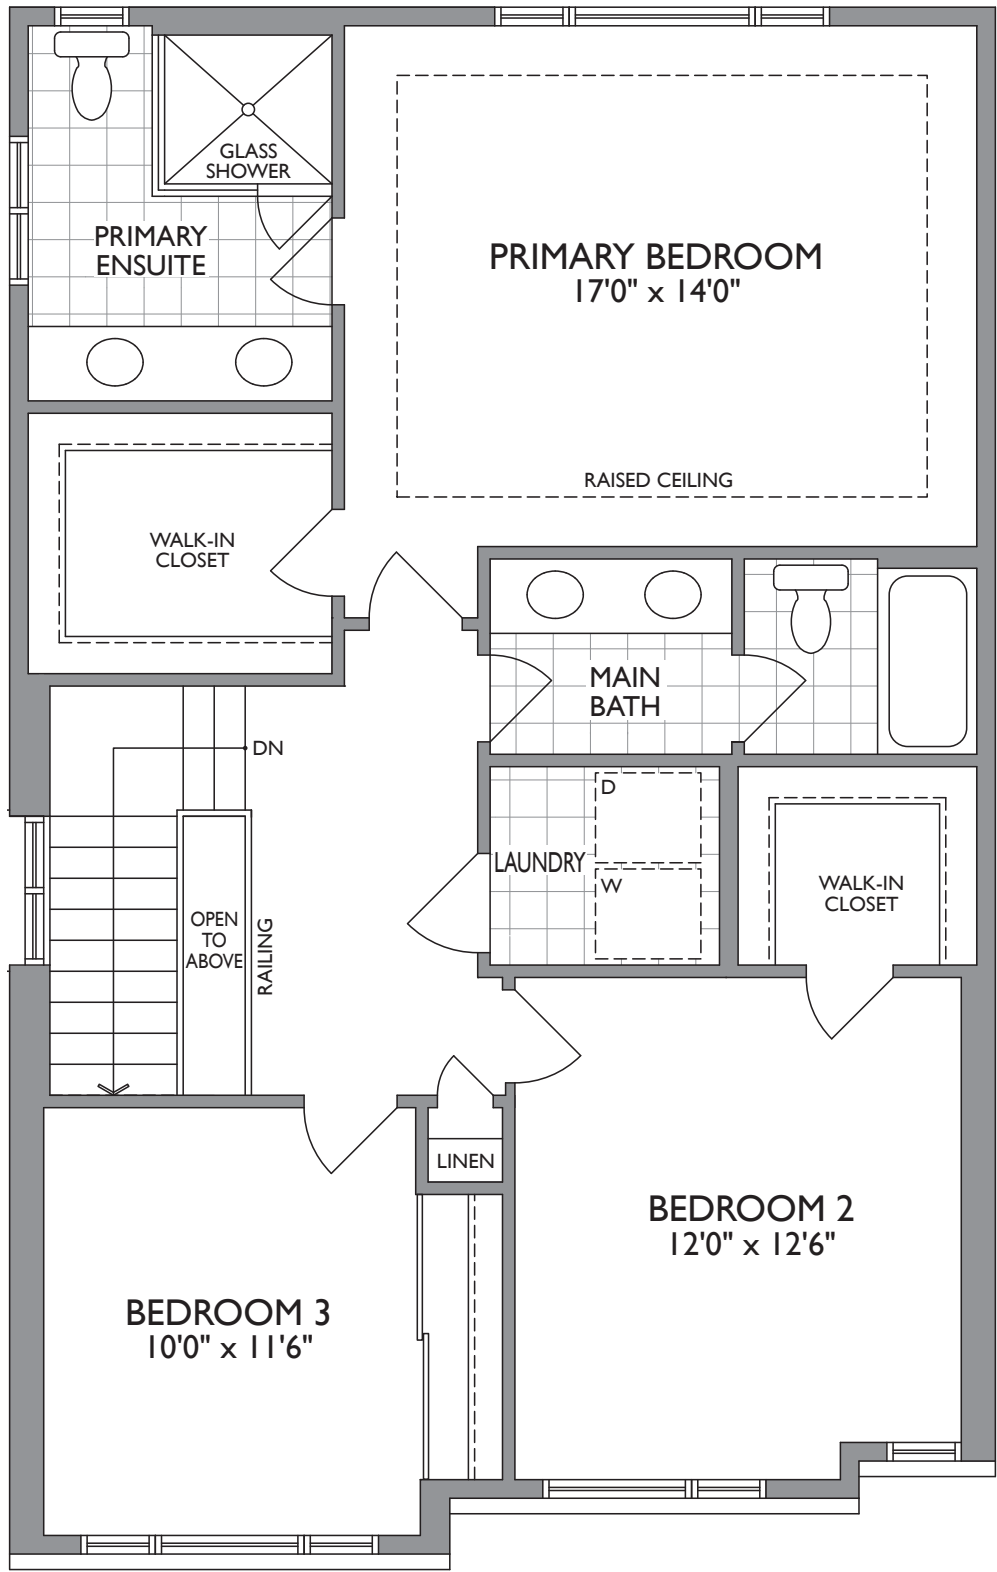 GLASS
SHOWER
PRIMARY
ENSUITE
PRIMARY BEDROOM
17'0" x 14'0"
RAISED CEILING
WALK-IN
CLOSET
MAIN
BATH
DN
D
LAUNDRY
W
WALK-IN
CLOSET
OPEN
TO
ABOVE
RAILING
LINEN
BEDROOM 2
12'0" x 12'6"
BEDROOM 3
10'0" x 11'6"